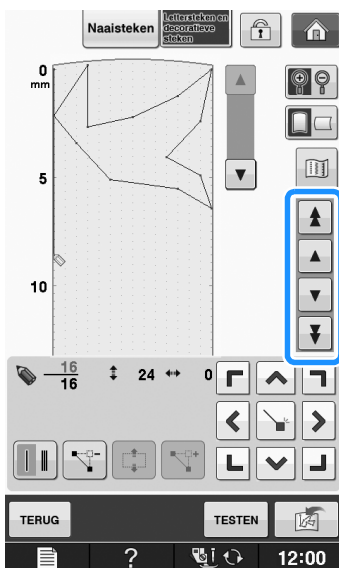 Naaisteken
Lettersteken en
decoratieve
steken
0
mm
5
10
16
16
24
0
TERUG
TESTEN
?
12:00